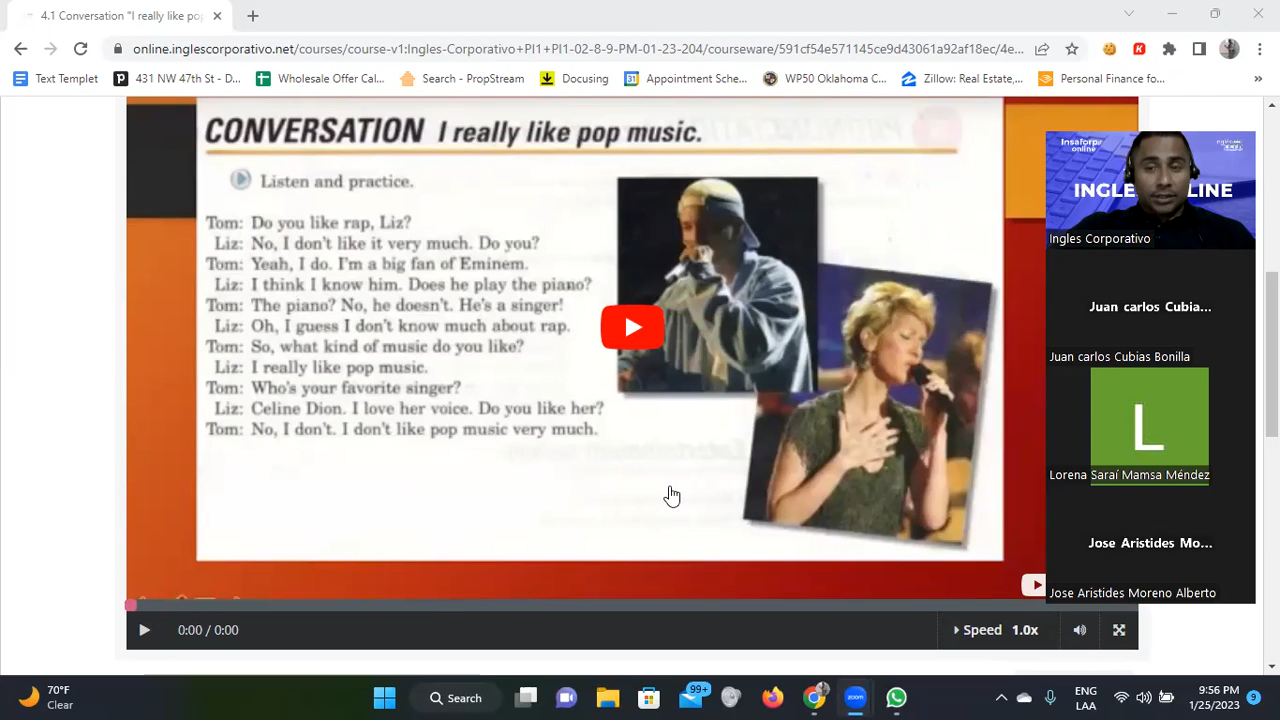 4.1 Conversation "I really like po
online.inglescorporativo.net/courses/course-v1:Ingles-Corporativo+PI1+PI1-02-8-9-PM-01-23-204/courseware/591cf54e571145ce9d43061a92af18ec/4e...
Text Templet
431 NW 47th St - D...
Wholesale Offer Cal...
Search - PropStream
Docusing
Appointment Sche...
WP50 Oklahoma C...
Zillow: Real Estate,...
Personal Finance fo...
CONVERSATION I really like pop music.
Listen and practice.
Tom: Do you like rap, Liz?
Liz: No, I don't like it very much. Do you?
Tom: Yeah, I do. I'm a big fan of Eminem.
Liz: I think I know him. Does he play the piano?
Tom: The piano? No, he doesn't. He's a singer!
Liz: Oh, I guess I don't know much about rap.
Tom: So, what kind of music do you like?
Liz: I really like pop music.
Tom: Who's your favorite singer?
Liz: Celine Dion. I love her voice. Do you like her?
Tom: No, I don't. I don't like pop music very much.
Ingles Corporativo
Juan carlos Cubia...
Juan carlos Cubias Bonilla
L
Lorena Saraí Mamsa Méndez
Jose Aristides Mo...
Jose Aristides Moreno Alberto
0:00 / 0:00
Speed 1.0x
70°F
Clear
Search
99+
ENG
LAA
9:56 PM
1/25/2023
9